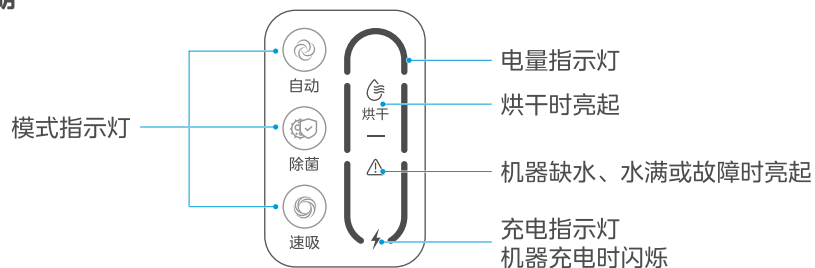 模式指示灯
自动
除菌
速吸
烘干
电量指示灯
烘干时亮起
机器缺水、水满或故障时亮起
充电指示灯
机器充电时闪烁